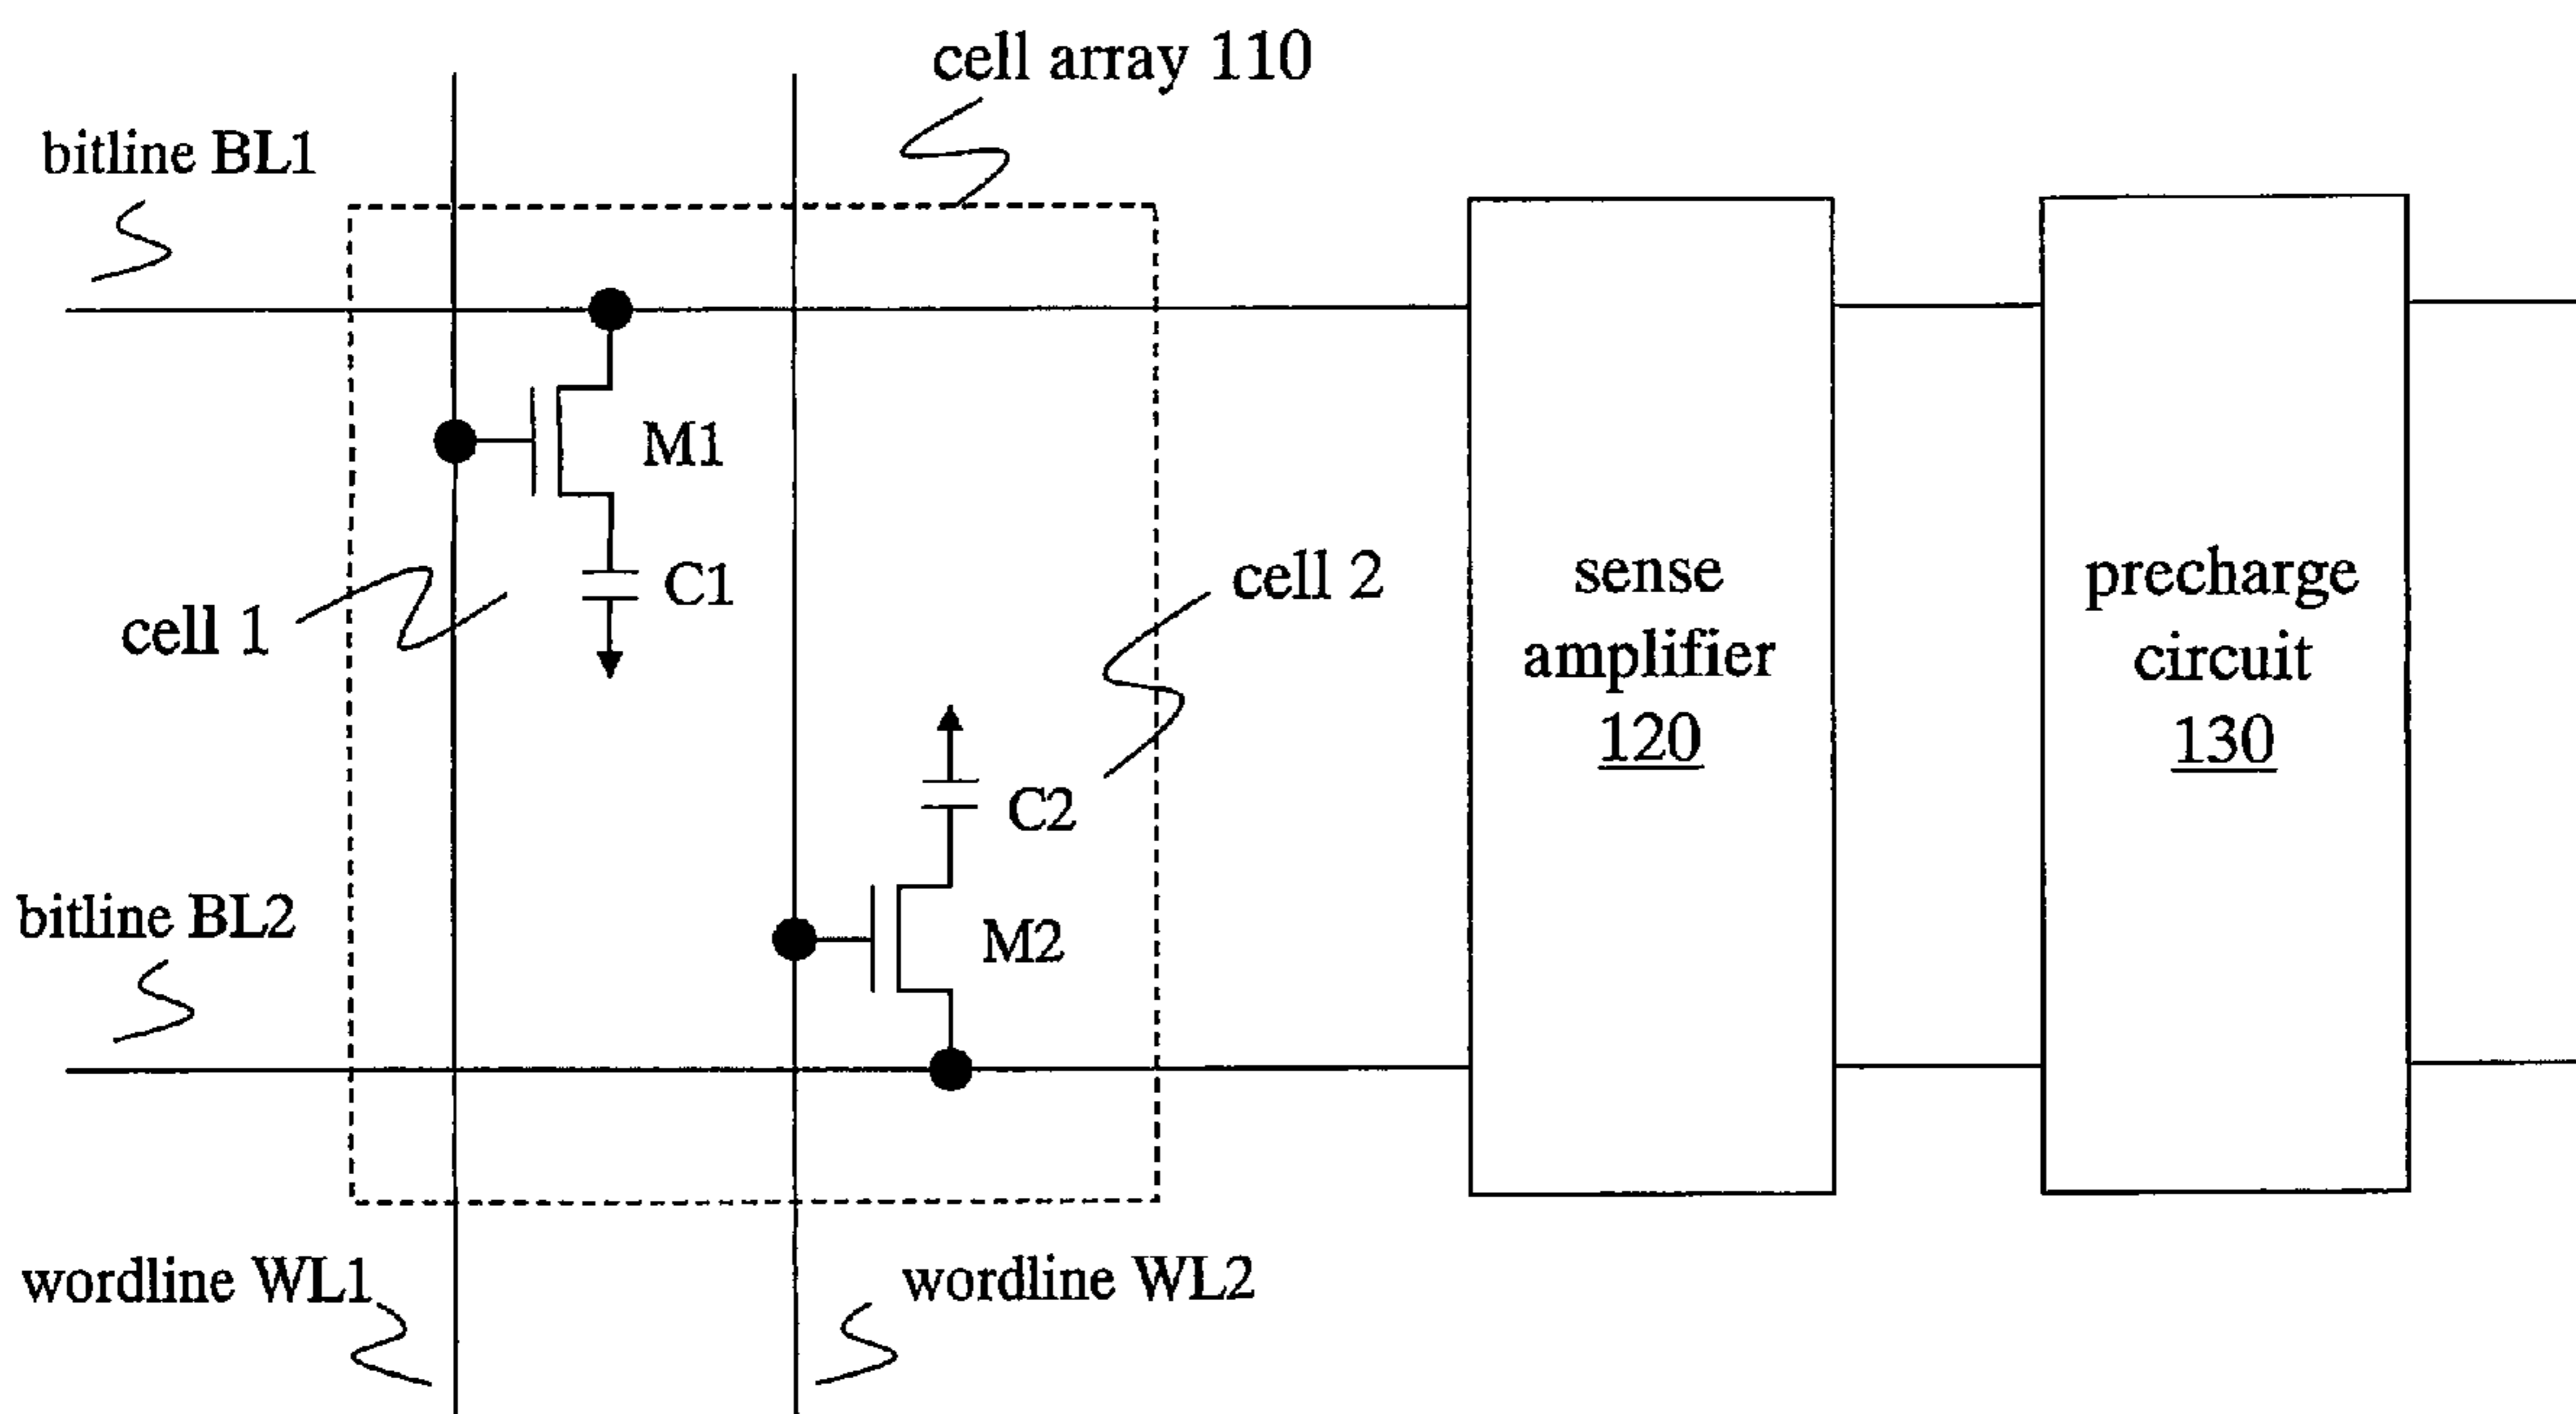 cell array 110
bitline BL1
M1
C1
cell 1
cell 2
sense
amplifier
120
precharge
circuit
130
C2
bitline BL2
M2
wordline WL1
wordline WL2